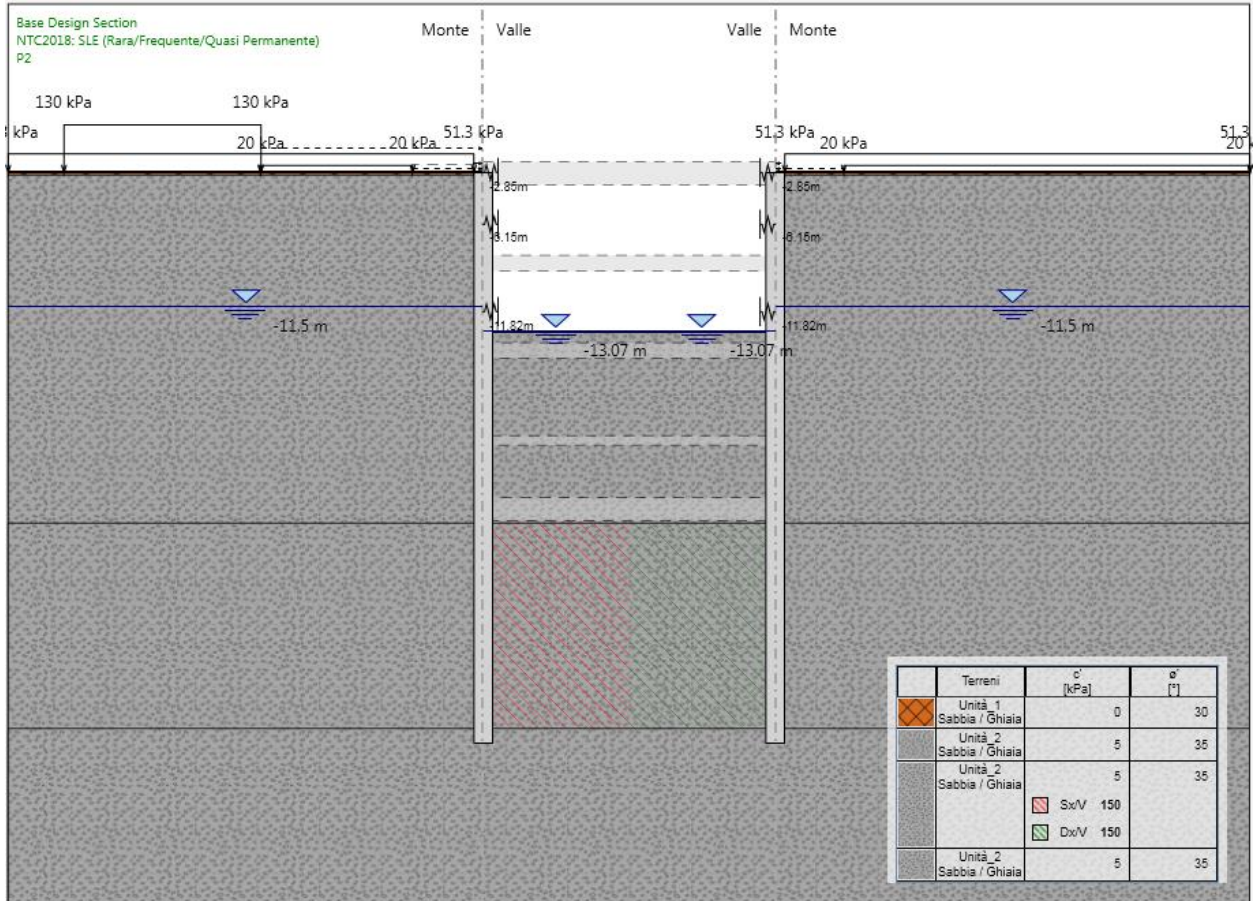 Base Design Section
NTC2018: SLE (Rara/Frequente/Quasi Permanente)
P2
Monte Valle Valle Monte
130 kPa 130 kPa
kPa 51.3 kPa 51.3 kPa 51.3
20 kPa 20 kPa 20 kPa 20
-2.85m -2.85m
-6.15m -6.15m
-11.5 m -11.82m -11.82m -11.5 m
-13.07 m -13.07 m
Terreni c' [kPa] ø' [°]
Unità_1
Sabbia / Ghiaia 0 30
Unità_2
Sabbia / Ghiaia 5 35
Unità_2
Sabbia / Ghiaia 5 35
Sx/V 150
Dx/V 150
Unità_2
Sabbia / Ghiaia 5 35